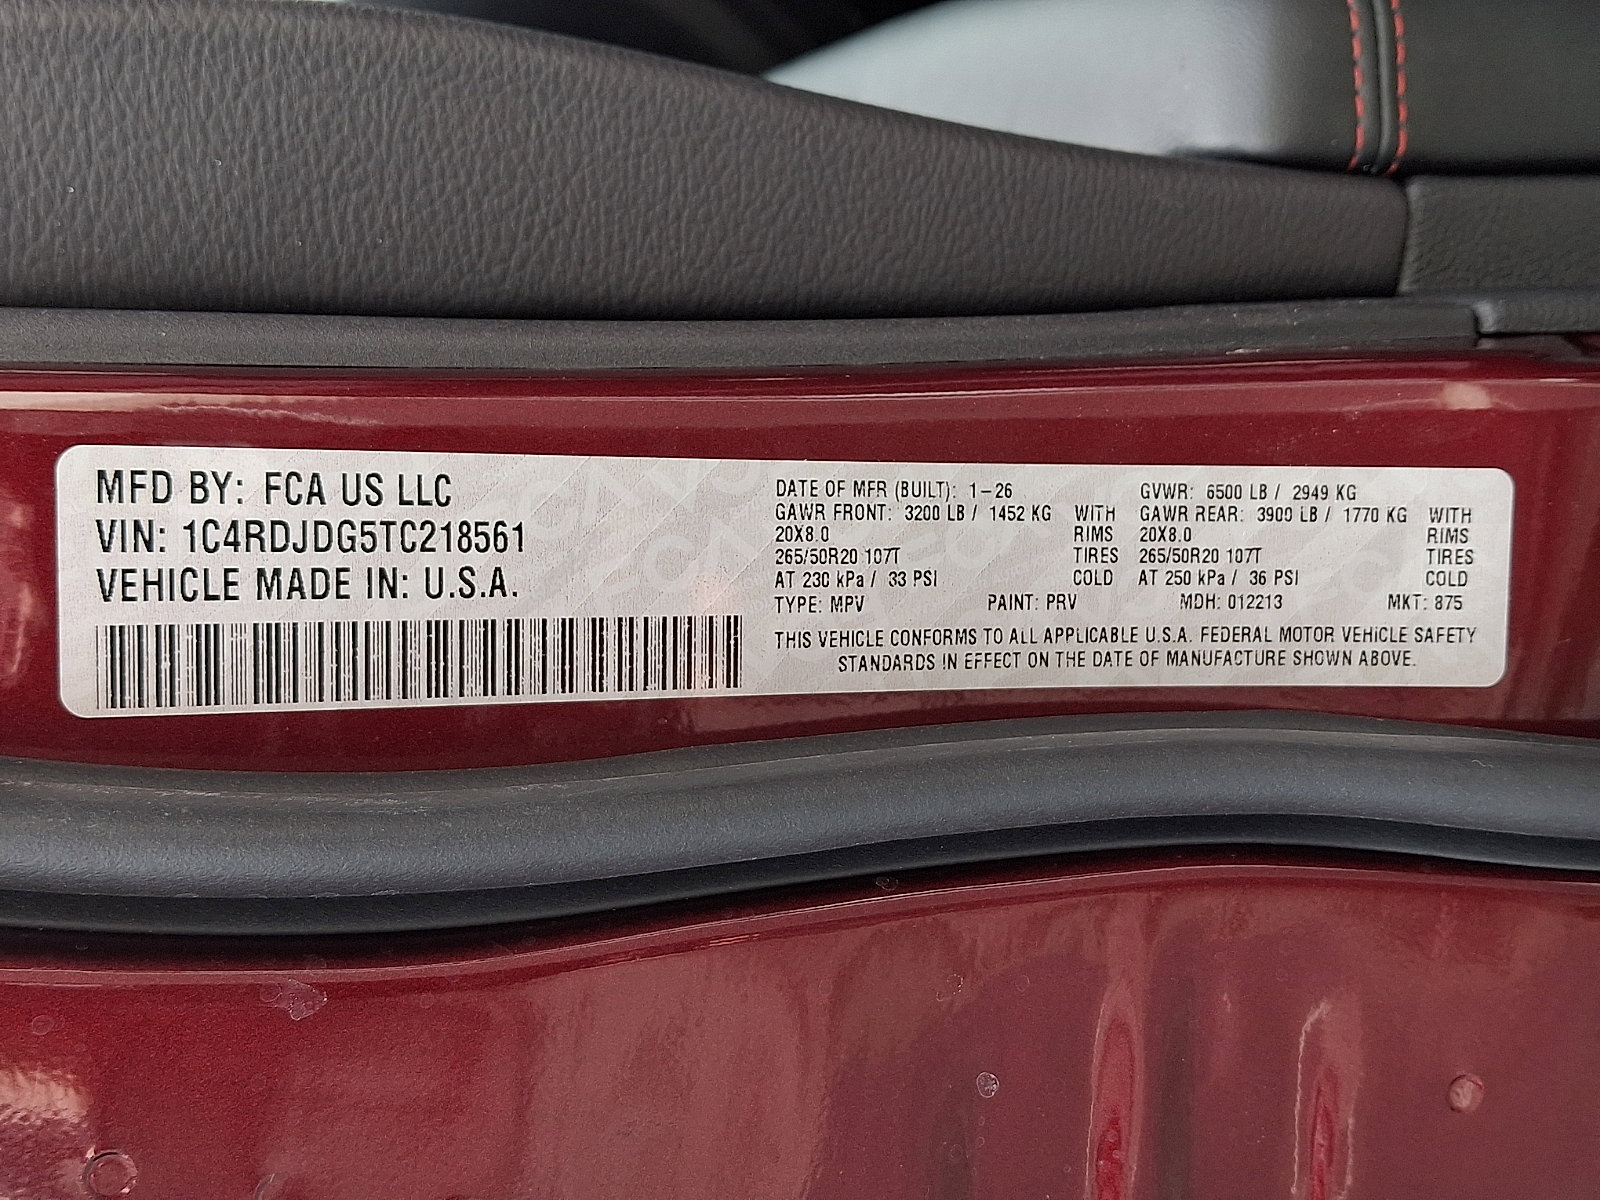 MFD BY: FCA US LLC
VIN: 1C4RDJDG5TC218561
VEHICLE MADE IN: U.S.A.
DATE OF MFR (BUILT): 1-26 GVWR: 6500 LB / 2949 KG
GAWR FRONT: 3200 LB / 1452 KG WITH GAWR REAR: 3900 LB / 1770 KG WITH
20X8.0 RIMS 20X8.0 RIMS
265/50R20 107T TIRES 265/50R20 107T TIRES
AT 230 kPa / 33 PSI COLD AT 250 kPa / 36 PSI COLD
TYPE: MPV PAINT: PRV MDH: 012213 MKT: 875
THIS VEHICLE CONFORMS TO ALL APPLICABLE U.S.A. FEDERAL MOTOR VEHICLE SAFETY
STANDARDS IN EFFECT ON THE DATE OF MANUFACTURE SHOWN ABOVE.